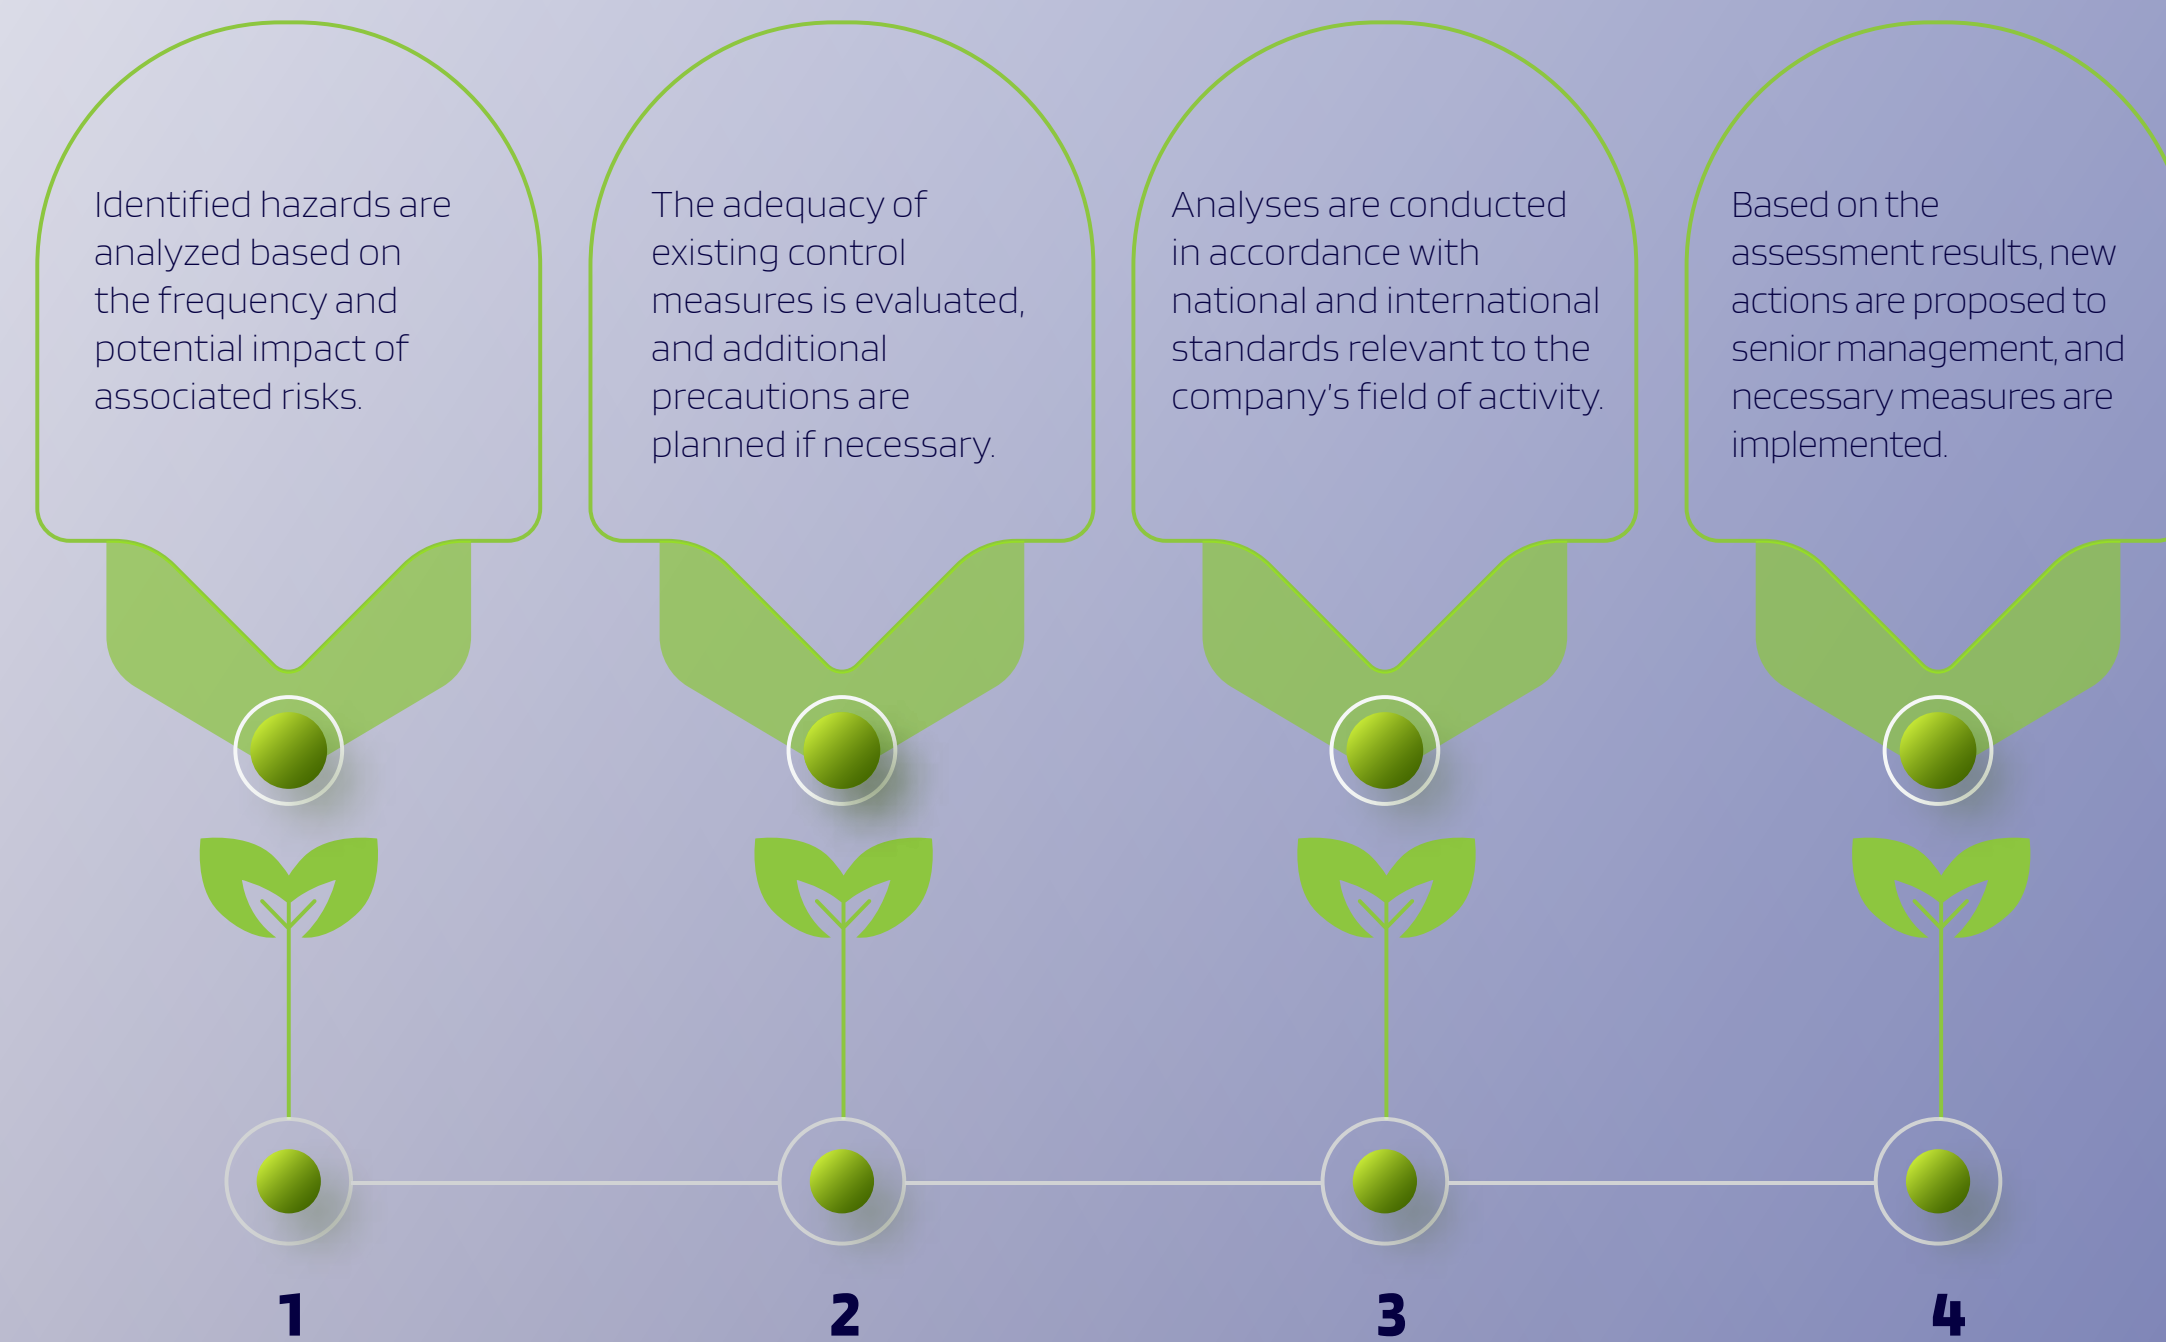 Identified hazards are
analyzed based on
the frequency and
potential impact of
associated risks.
The adequacy of
existing control
measures is evaluated,
and additional
precautions are
planned if necessary.
Analyses are conducted
in accordance with
national and international
standards relevant to the
company's field of activity.
Based on the
assessment results, new
actions are proposed to
senior management, and
necessary measures are
implemented.
1
2
3
4